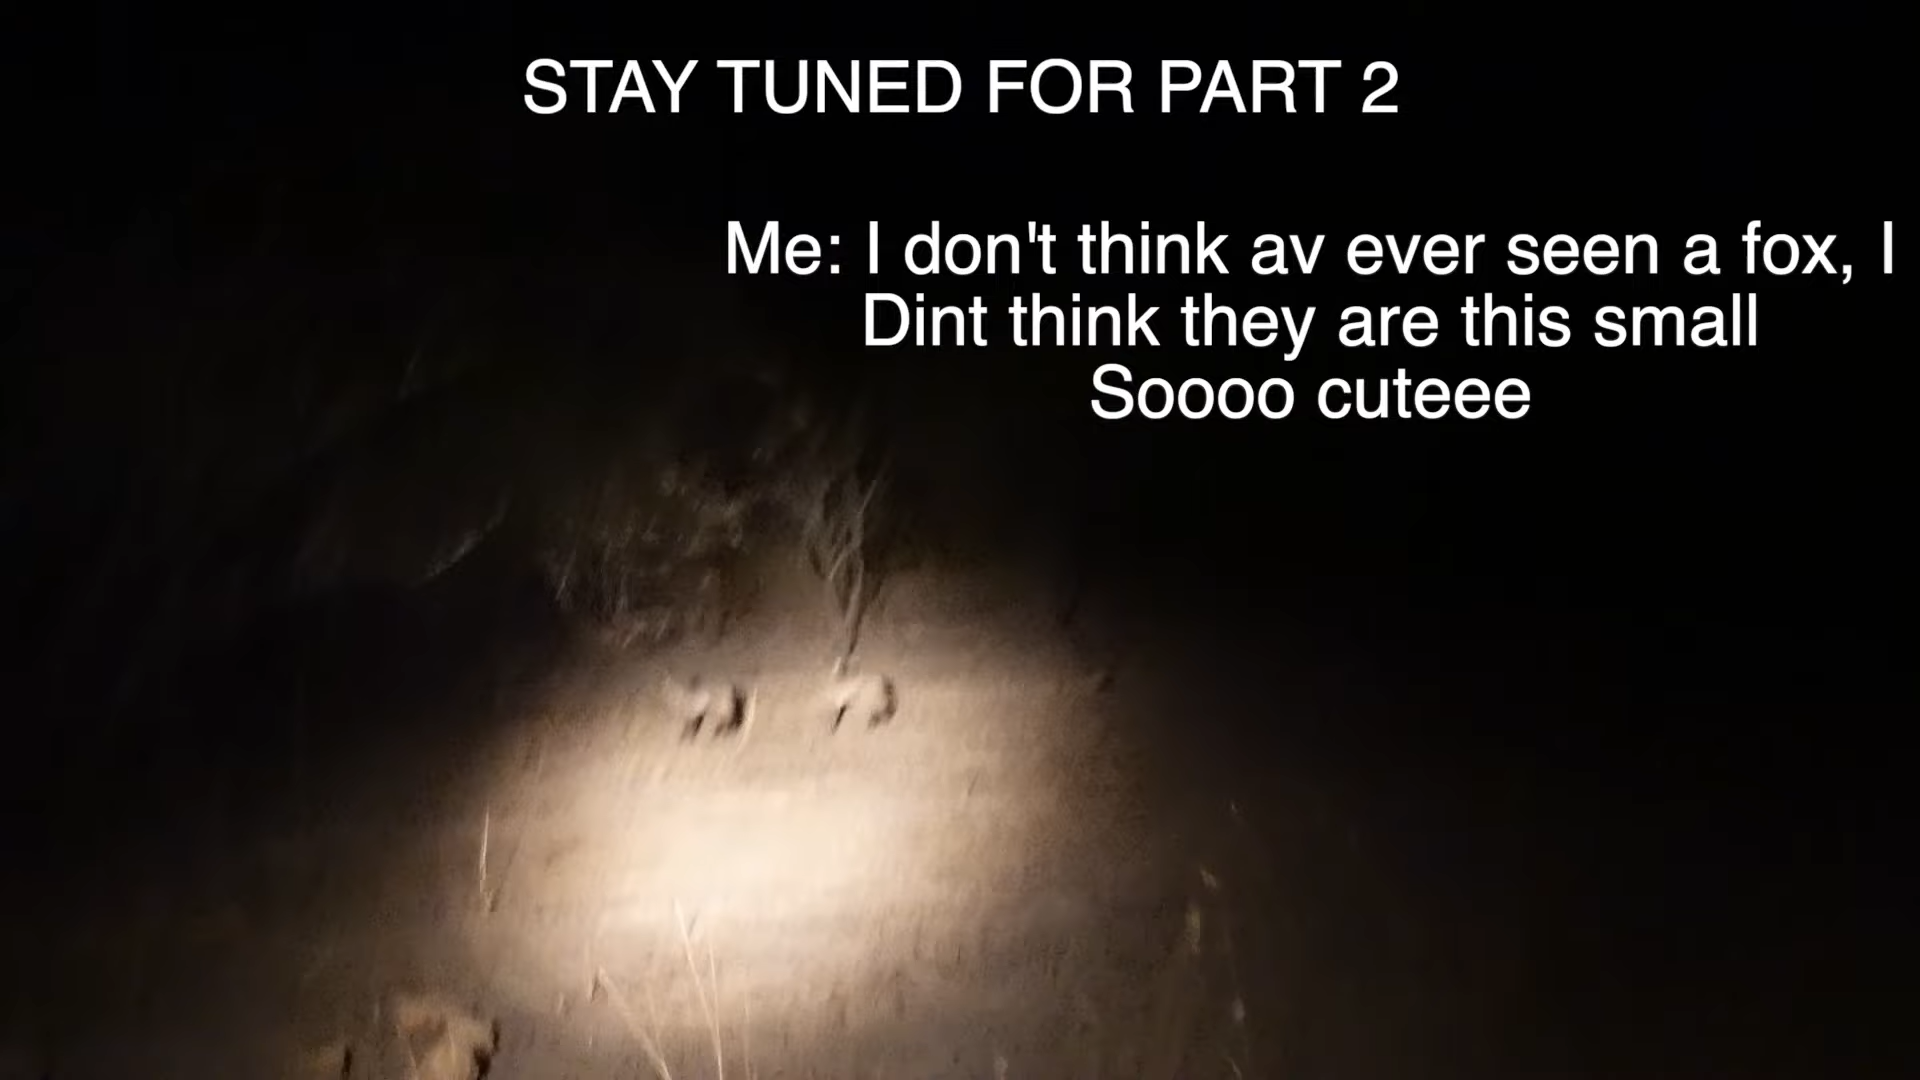 STAY TUNED FOR PART 2
Me: I don't think av ever seen a fox, I
Dint think they are this small
Soooo cuteee